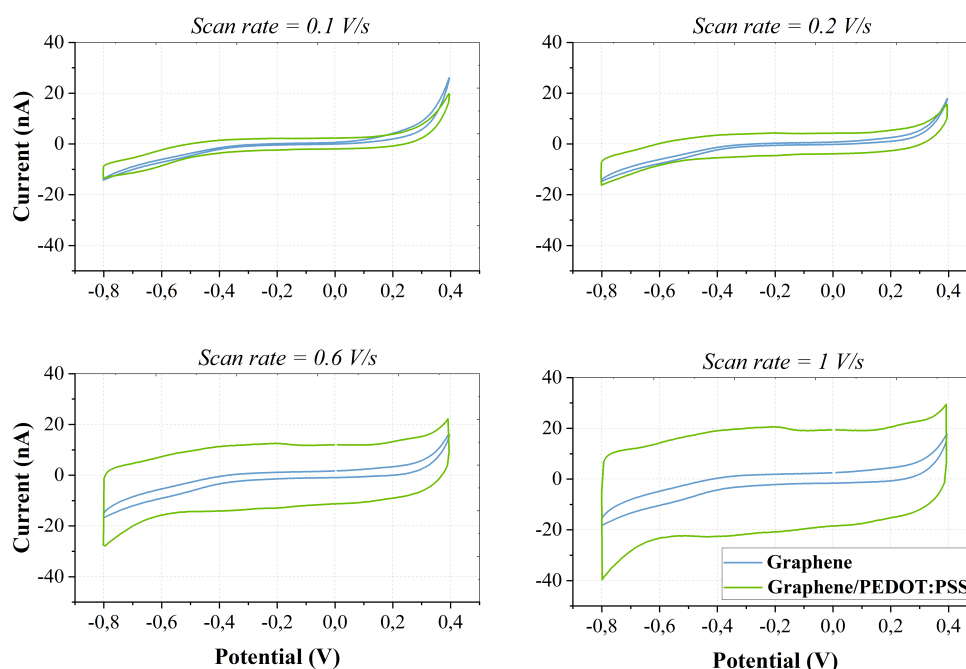 Scan rate = 0.1 V/s
Scan rate = 0.2 V/s
40
20
0
-20
-40
Current (nA)
-0,8 -0,6 -0,4 -0,2 0,0 0,2 0,4
40
20
0
-20
-40
-0,8 -0,6 -0,4 -0,2 0,0 0,2 0,4
Scan rate = 0.6 V/s
Scan rate = 1 V/s
40
20
0
-20
-40
Current (nA)
-0,8 -0,6 -0,4 -0,2 0,0 0,2 0,4
Potential (V)
40
20
0
-20
-40
Graphene
Graphene/PEDOT:PSS
-0,8 -0,6 -0,4 -0,2 0,0 0,2 0,4
Potential (V)